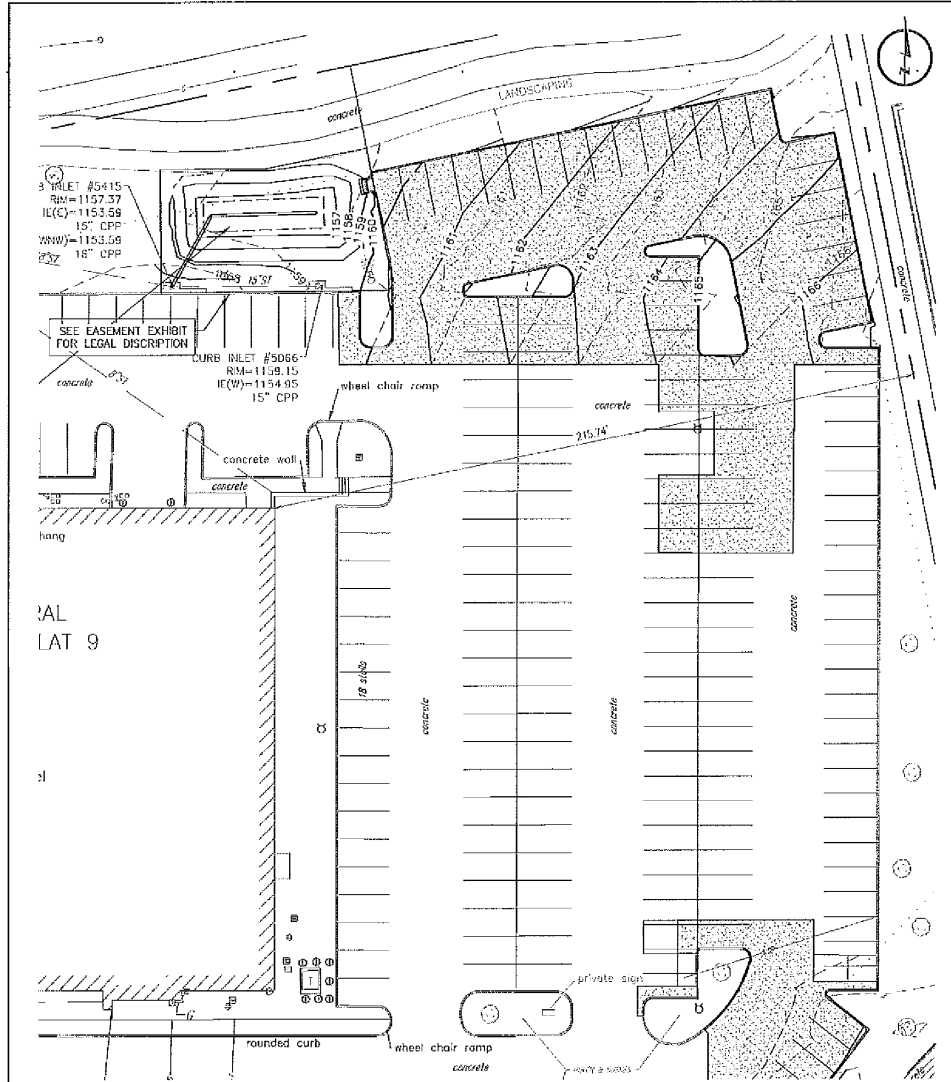 N
LANDSCAPING
concrete
INLET #5415
RIM=1157.37
IE(E)=1153.59
15" CPP
(WNW)=1153.59
18" CPP
1157
1158
1159
1160
1161
1162
1163
1164
1165
1166
concrete
SEE EASEMENT EXHIBIT
FOR LEGAL DISCRIPTION
CURB INLET #5066
RIM=1159.15
IE(W)=1154.95
15" CPP
concrete
wheel chair ramp
concrete
215.74'
concrete wall
concrete
hang
RAL
LAT 9
el
18 stalls
concrete
concrete
concrete
T
G
private sign
rounded curb
wheel chair ramp
concrete